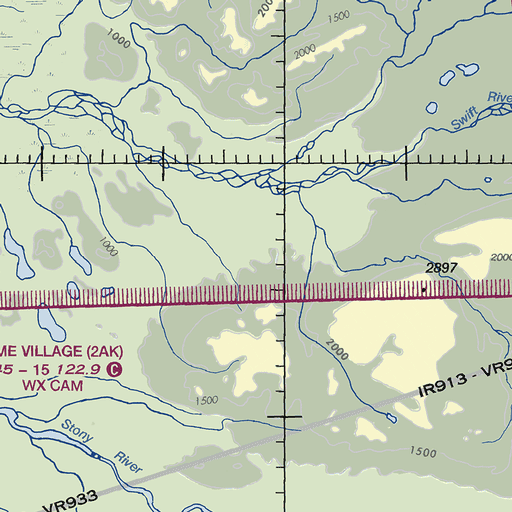 1000
2000
1500
2000
Swift
River
1000
2897
2000
ME VILLAGE (2AK)
45 – 15 122.9 C
WX CAM
2000
1500
IR913 - VR9
Stony
River
1500
VR933